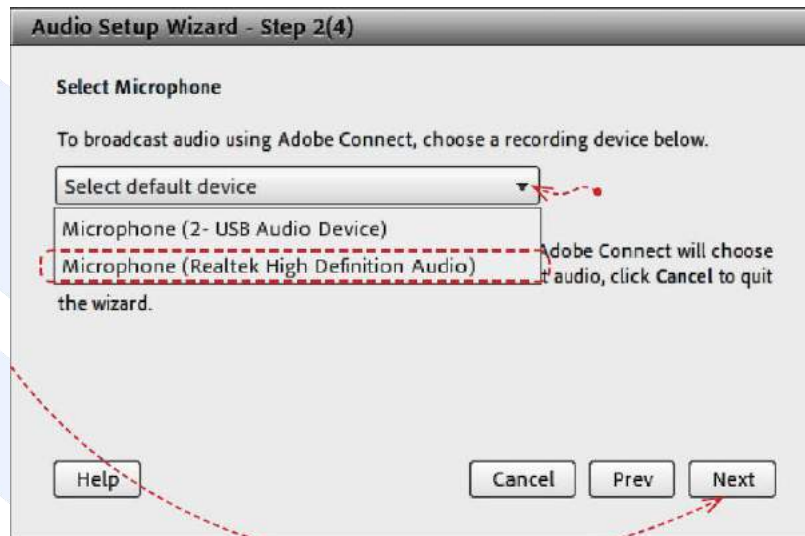 Audio Setup Wizard - Step 2(4)
Select Microphone
To broadcast audio using Adobe Connect, choose a recording device below.
Select default device
Microphone (2- USB Audio Device)
Microphone (Realtek High Definition Audio)
Adobe Connect will choose
t audio, click Cancel to quit
the wizard.
Help
Cancel
Prev
Next